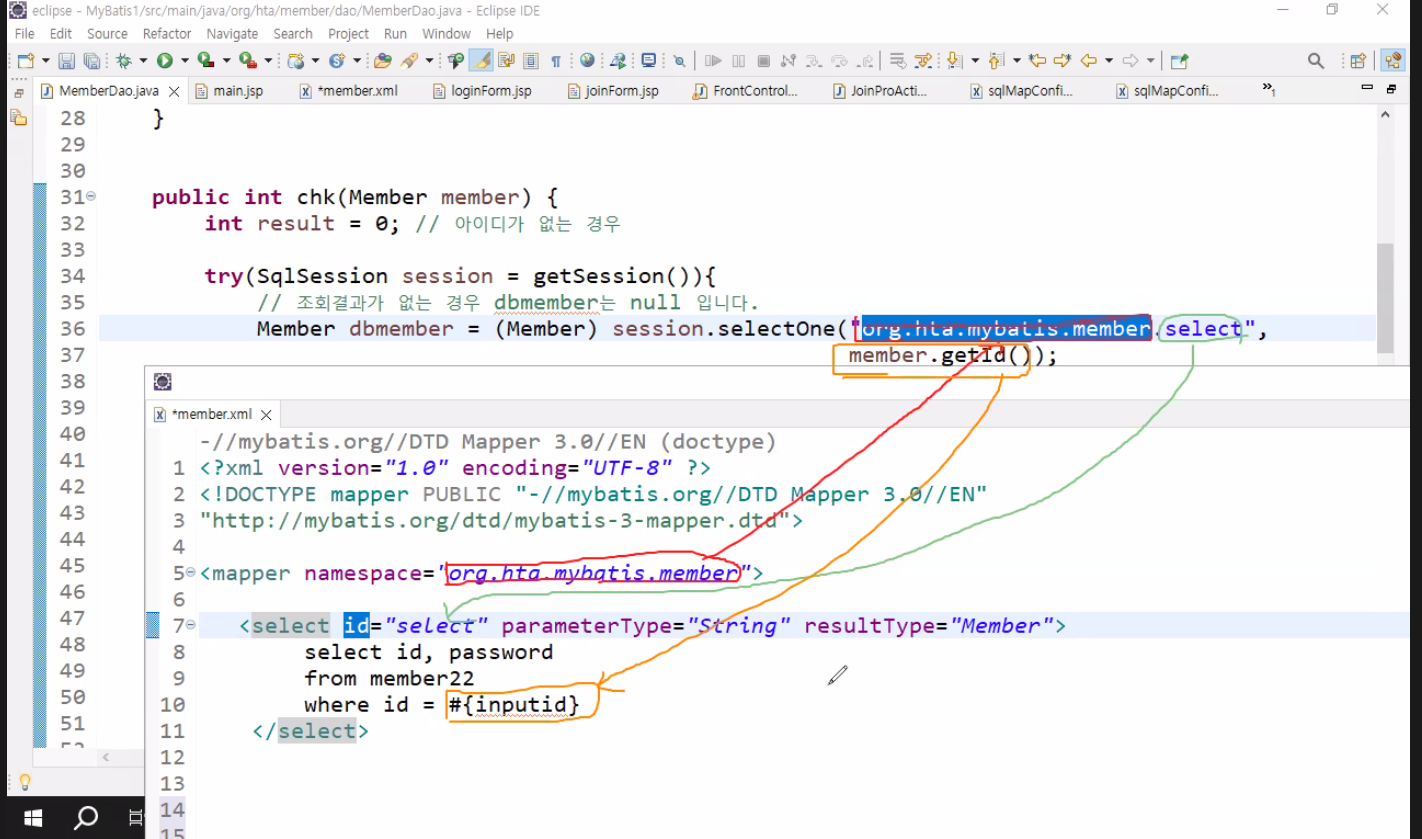 eclipse - MyBatis1/src/main/java/org/hta/member/dao/MemberDao.java - Eclipse IDE
File Edit Source Refactor Navigate Search Project Run Window Help
MemberDao.java main.jsp *member.xml loginForm.jsp joinForm.jsp FrontControl... JoinProActi... sqlMapConfi... sqlMapConfi... »1
28 }
29
30
31 public int chk(Member member) {
32 int result = 0; // 아이디가 없는 경우
33
34 try(SqlSession session = getSession()){
35 // 조회결과가 없는 경우 dbmember는 null 입니다.
36 Member dbmember = (Member) session.selectOne("org.hta.mybatis.member.select",
37 member.getId());
38
39
40
41
42
43
44
45
46
47
48
49
50
51
*member.xml
-//mybatis.org//DTD Mapper 3.0//EN (doctype)
1 <?xml version="1.0" encoding="UTF-8" ?>
2 <!DOCTYPE mapper PUBLIC "-//mybatis.org//DTD Mapper 3.0//EN"
3 "http://mybatis.org/dtd/mybatis-3-mapper.dtd">
4
5 <mapper namespace="org.hta.mybatis.member">
6
7 <select id="select" parameterType="String" resultType="Member">
8 select id, password
9 from member22
10 where id = #{inputid}
11 </select>
12
13
14
15